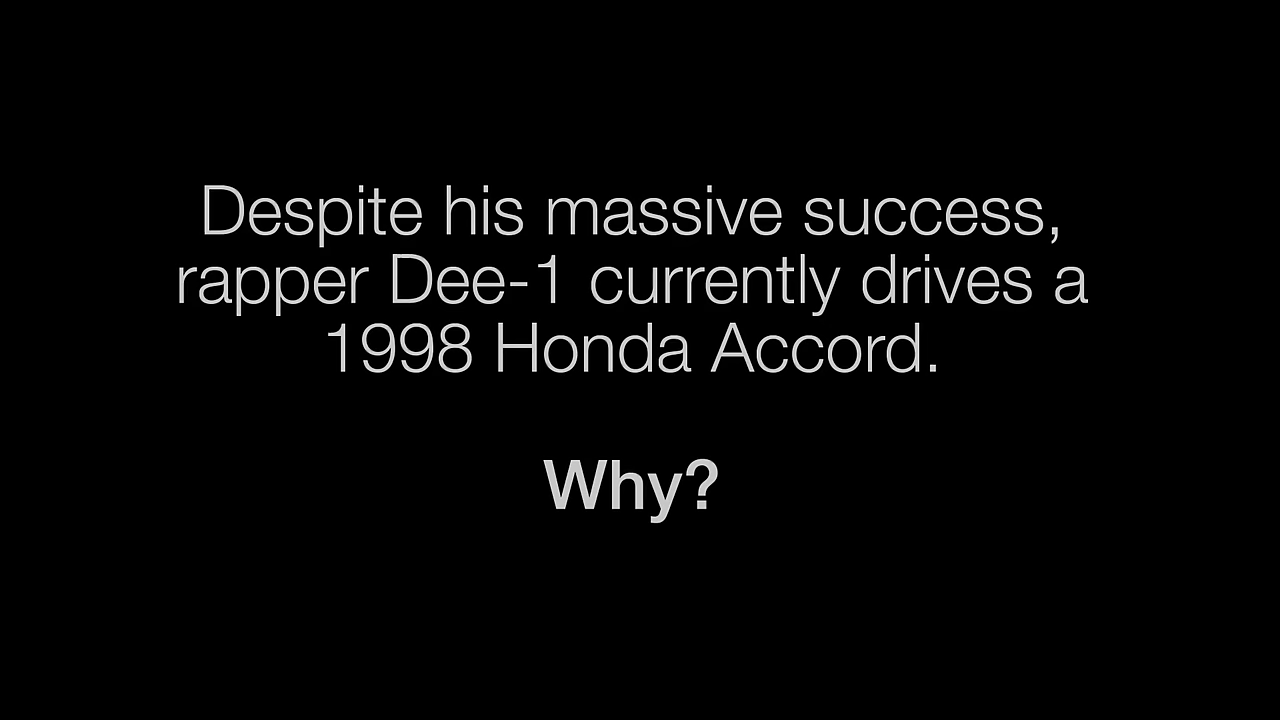 Despite his massive success,
rapper Dee-1 currently drives a
1998 Honda Accord.
Why?